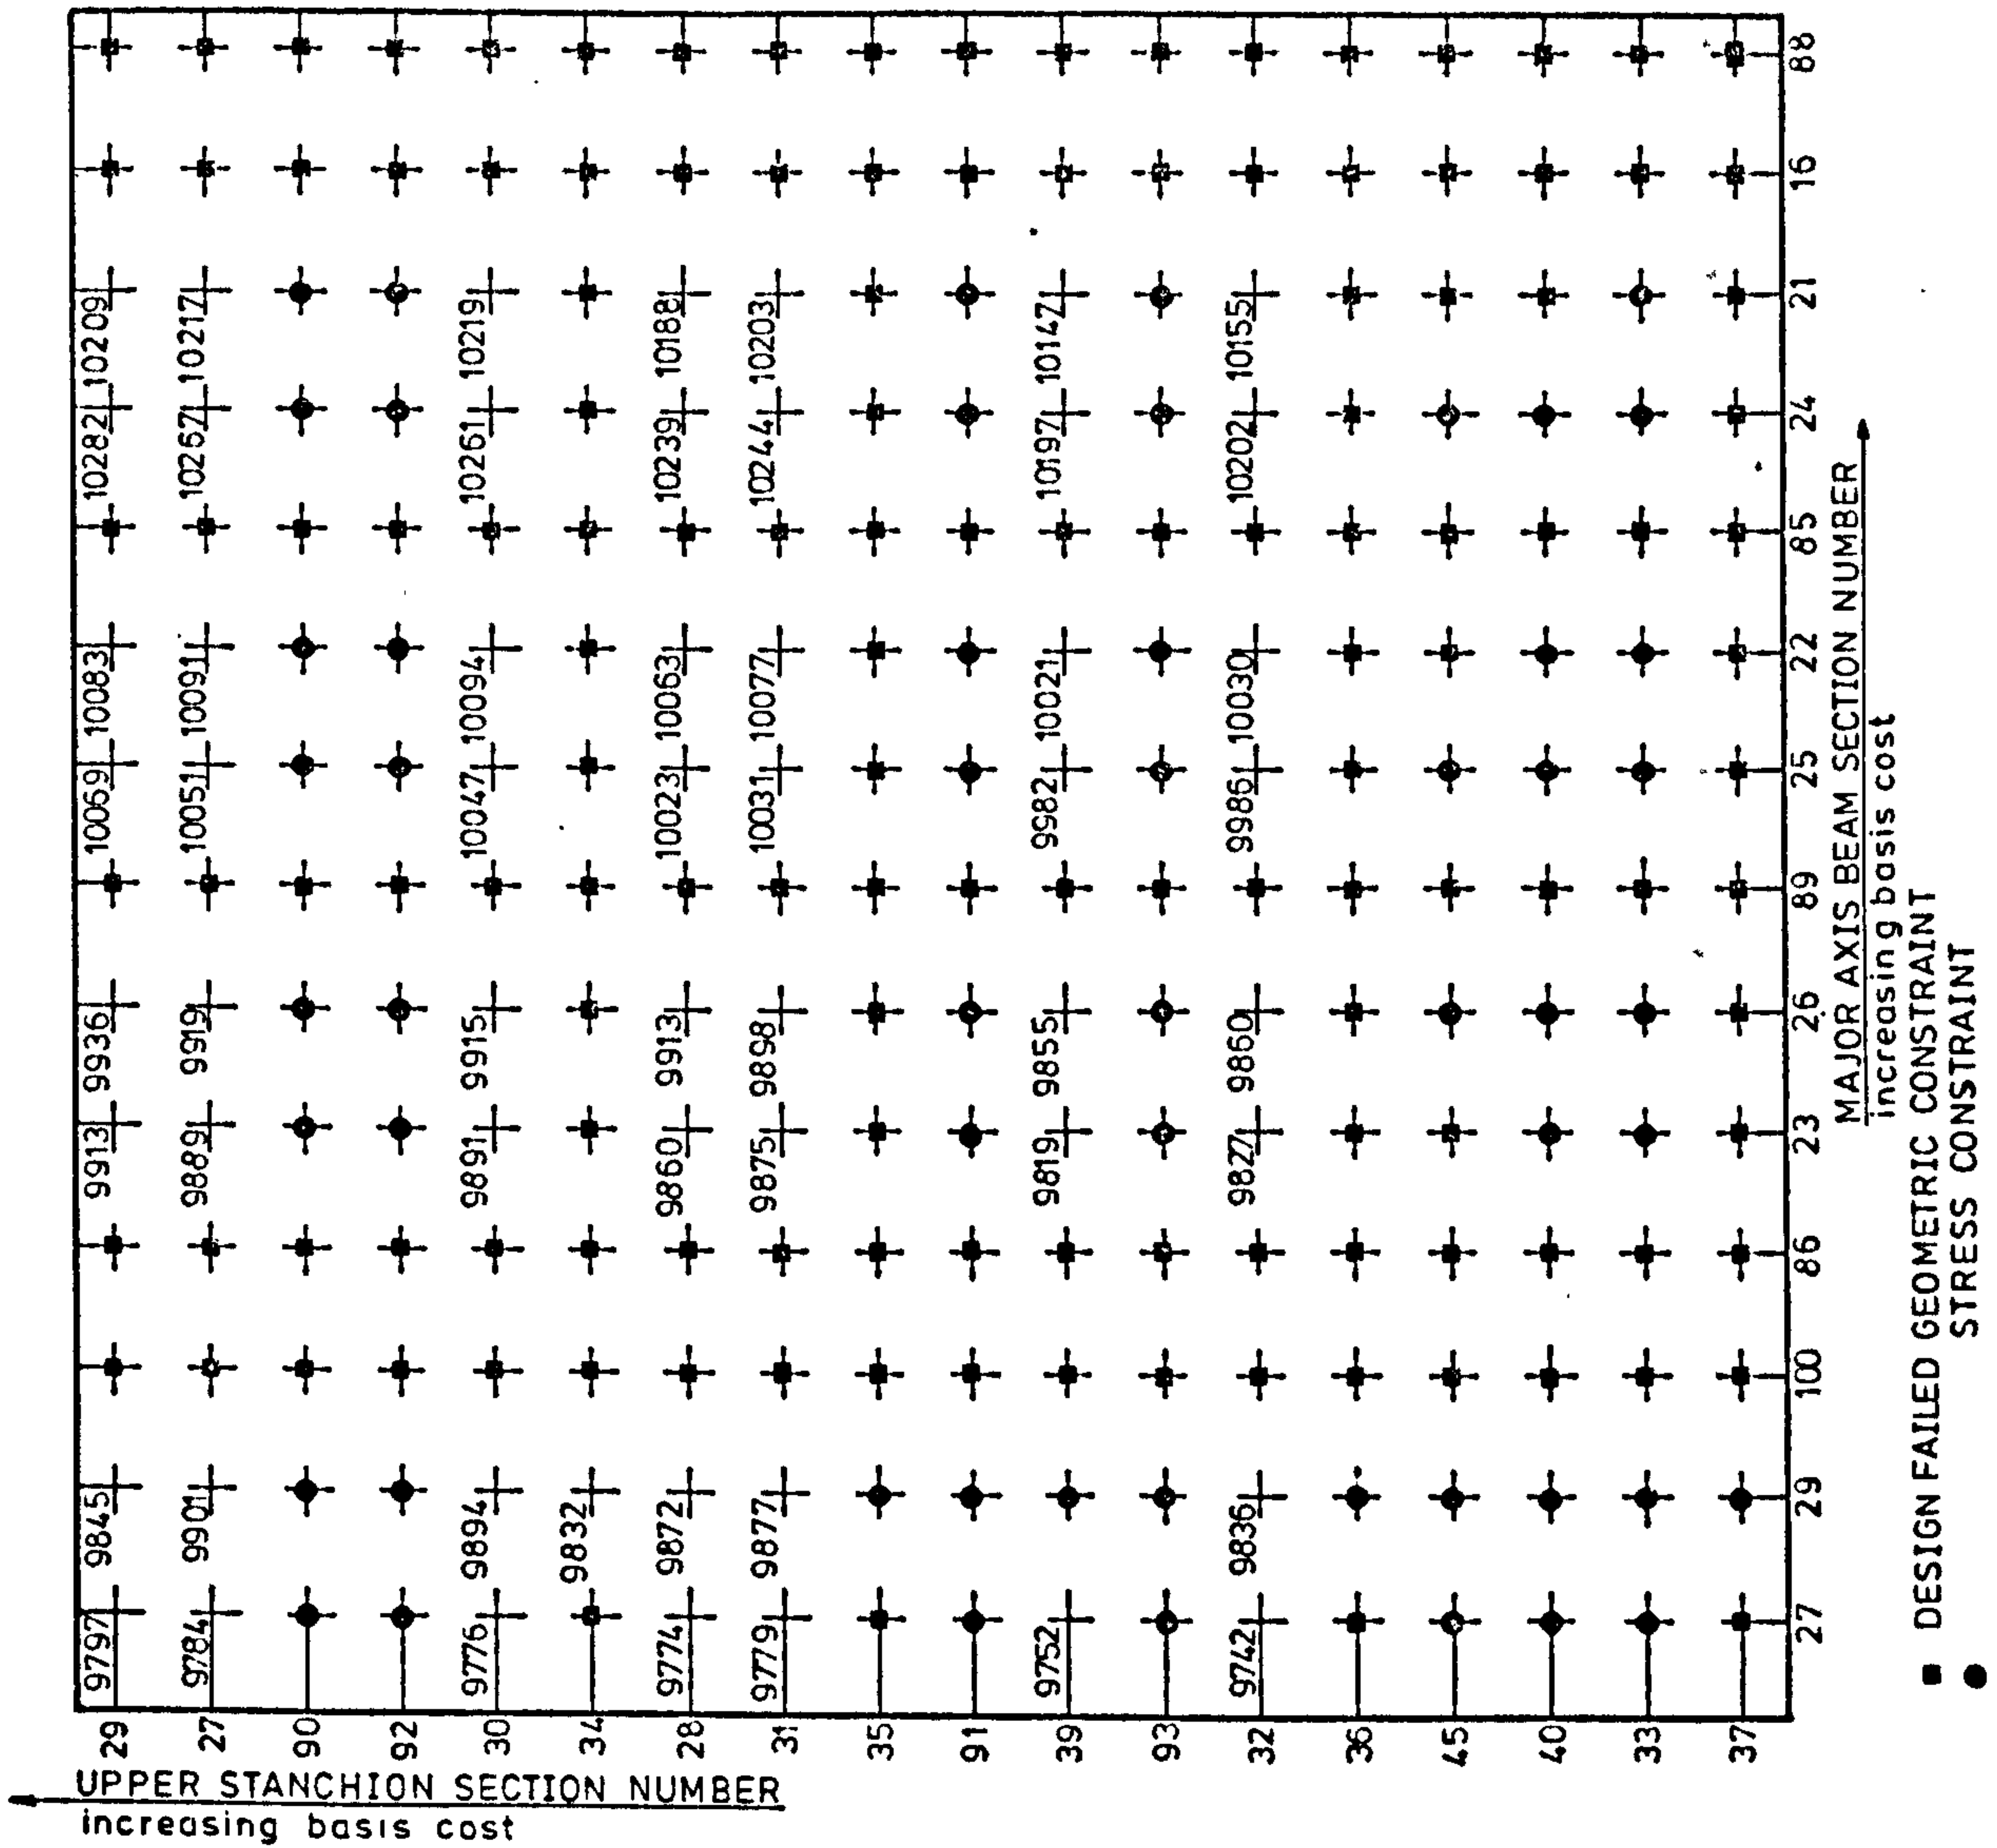 29 9797 9845 9913 9936 10069 10083 10282 10209
27 9784 9901 9889 9919 10051 10091 10267 10217
90
92
30 9776 9894 9891 9915 10047 10094 10261 10219
34 9832
28 9774 9872 9860 9913 10023 10063 10239 10188
31 9779 9877 9875 9898 10031 10077 10244 10203
35
91
39 9752 9819 9855 9982 10021 10197 10147
93
32 9742 9836 9827 9860 9986 10030 10202 10155
36
45
40
33
37
27 29 100 86 23 26 89 25 22 85 24 21 16 88
UPPER STANCHION SECTION NUMBER
increasing basis cost
MAJOR AXIS BEAM SECTION NUMBER
increasing basis cost
DESIGN FAILED GEOMETRIC CONSTRAINT
STRESS CONSTRAINT